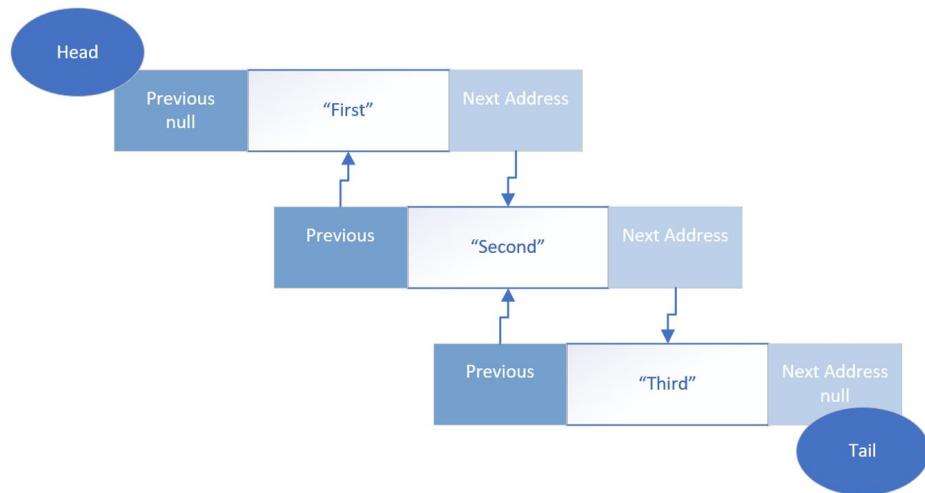 Head
Previous
null
“First”
Next Address
Previous
“Second”
Next Address
Previous
“Third”
Next Address
null
Tail